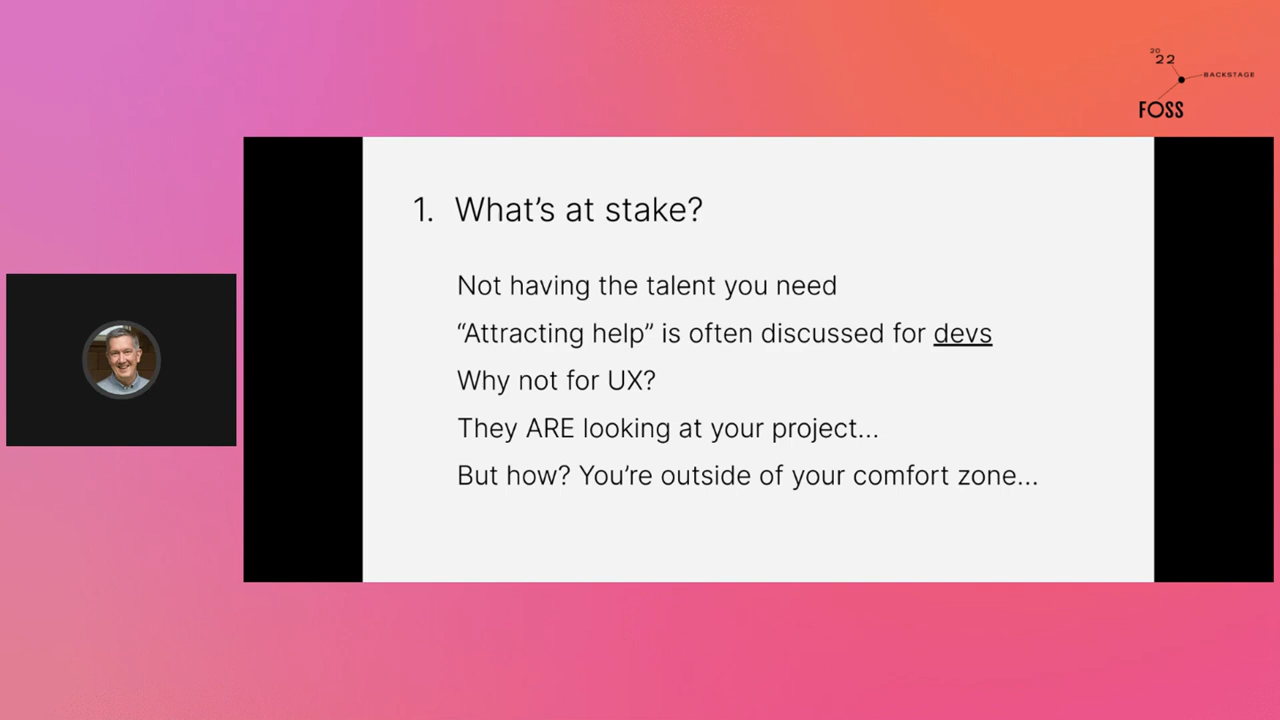 20
22
BACKSTAGE
FOSS
1. What’s at stake?
Not having the talent you need
“Attracting help” is often discussed for devs
Why not for UX?
They ARE looking at your project...
But how? You’re outside of your comfort zone...